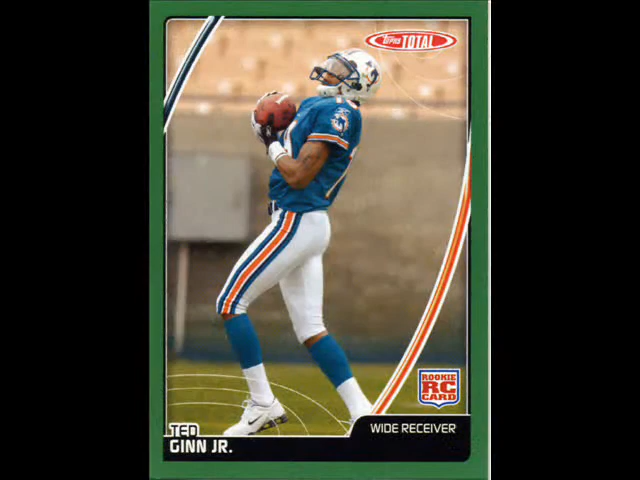 Topps TOTAL
ROOKIE
RC
CARD
TED
GINN JR.
WIDE RECEIVER